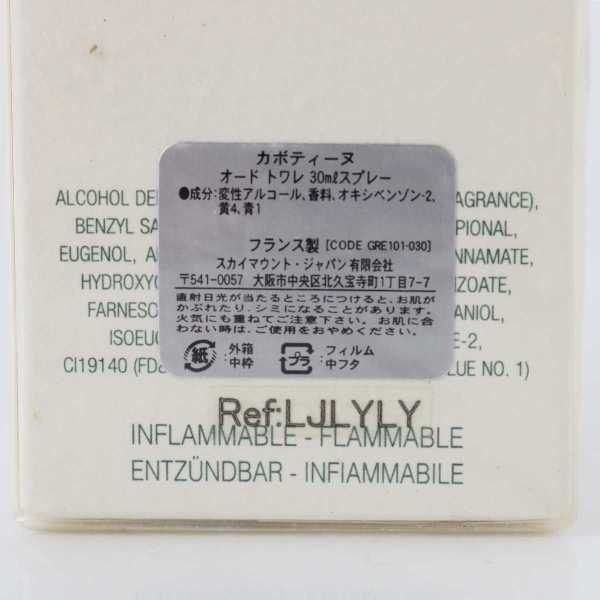 カボティーヌ
オード トワレ 30mℓスプレー
●成分:変性アルコール、香料、オキシベンゾン-2、
黄4、青1
フランス製 [CODE GRE101-030]
スカイマウント・ジャパン有限会社
〒541-0057 大阪市中央区北久宝寺町1丁目7-7
直射日光が当たるところにつけると、お肌が
かぶれたり、シミになることがあります。
火気にも重ねてご注意下さい。お肌に合
わない時は、ご使用をおやめください。
紙 外箱 プラ フィルム
中枠 中フタ
ALCOHOL AGRANCE),
BENZYL PIONAL,
EUGENOL, NNAMATE,
ZOATE,
FARNES ANIOL,
E-2,
CI19140 LUE NO. 1)
Ref:LJLYLY
INFLAMMABLE - FLAMMABLE
ENTZÜNDBAR - INFIAMMABILE